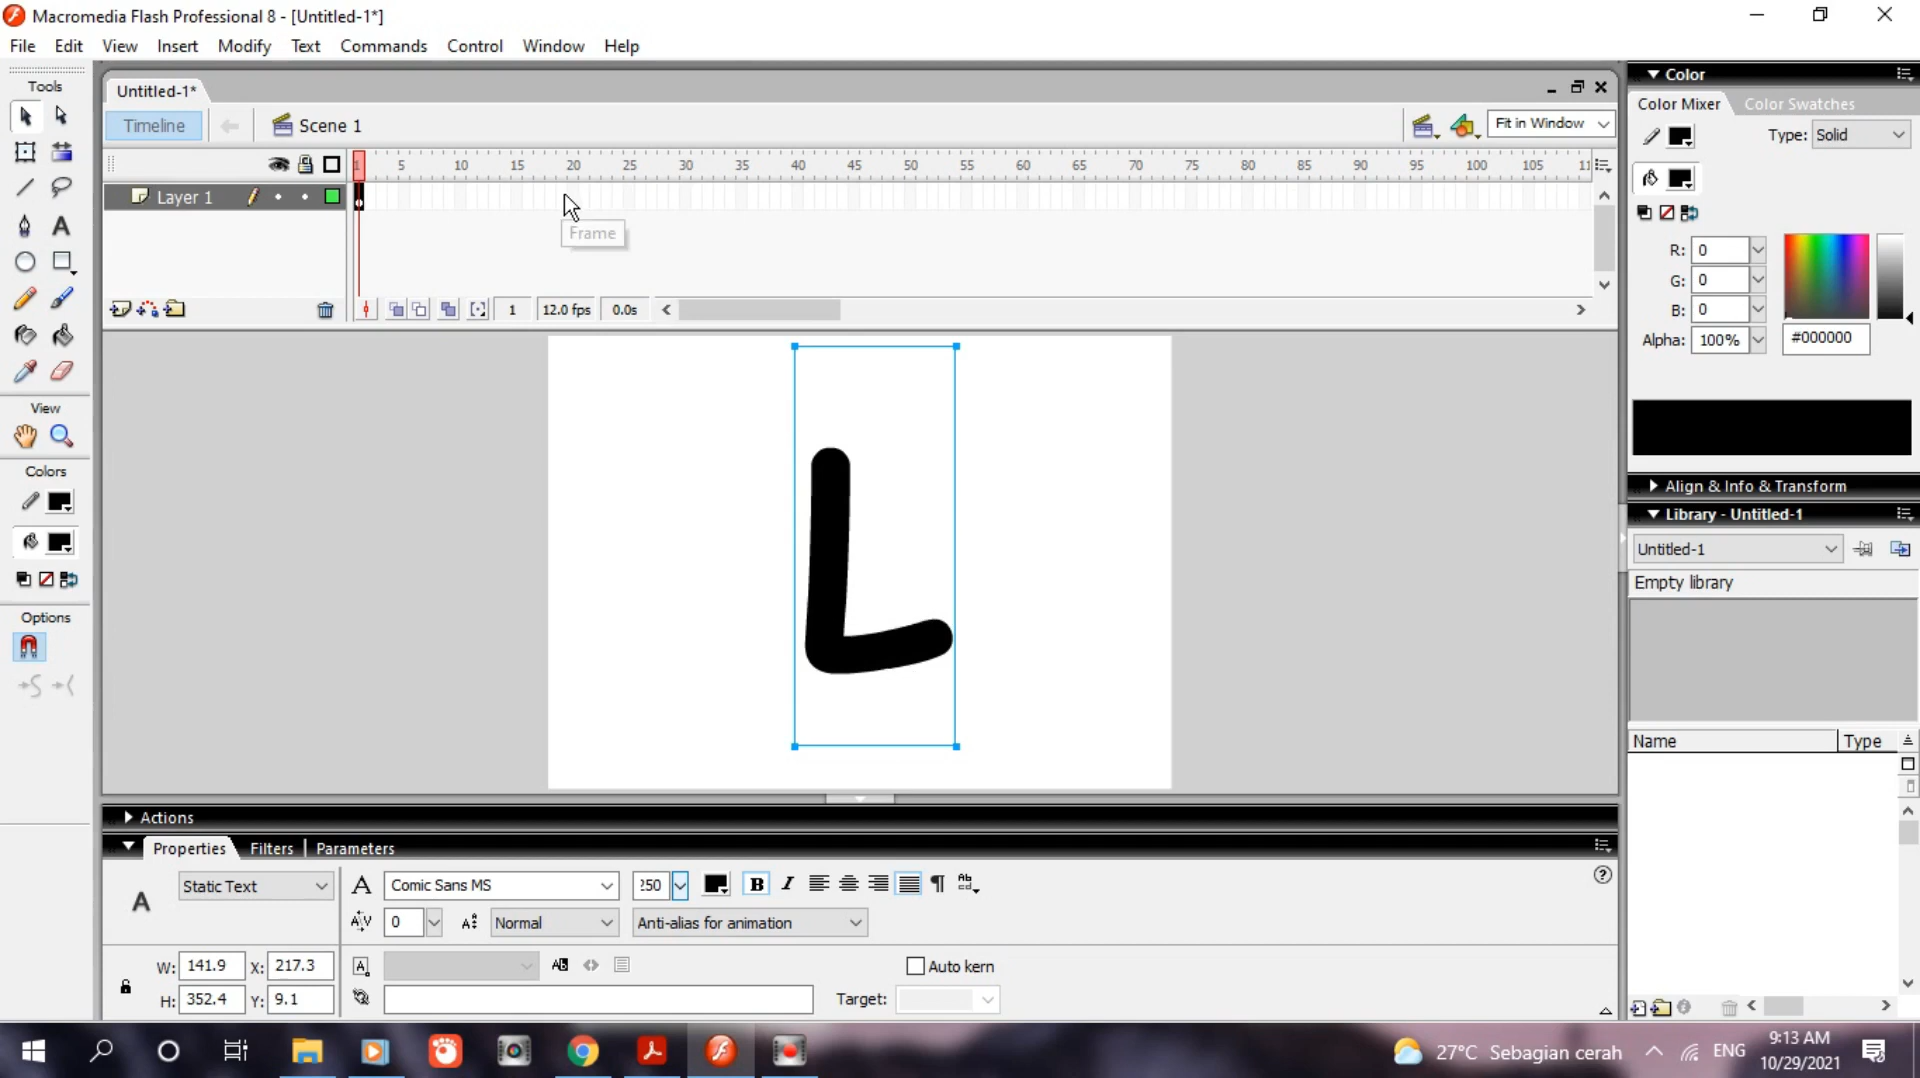 Macromedia Flash Professional 8 - [Untitled-1*]
File Edit View Insert Modify Text Commands Control Window Help
Tools
Untitled-1*
Timeline
Scene 1
Fit in Window
1 5 10 15 20 25 30 35 40 45 50 55 60 65 70 75 80 85 90 95 100 105 11
Layer 1
Frame
1 12.0 fps 0.0s
View
Colors
Options
L
Color
Color Mixer Color Swatches
Type: Solid
R: 0
G: 0
B: 0
Alpha: 100% #000000
Align & Info & Transform
Library - Untitled-1
Untitled-1
Empty library
Name Type
Actions
Properties Filters Parameters
A Static Text A Comic Sans MS 250 B I
A/V 0 Normal Anti-alias for animation
W: 141.9 X: 217.3 Auto kern
H: 352.4 Y: 9.1 Target:
27°C Sebagian cerah ENG 9:13 AM
10/29/2021